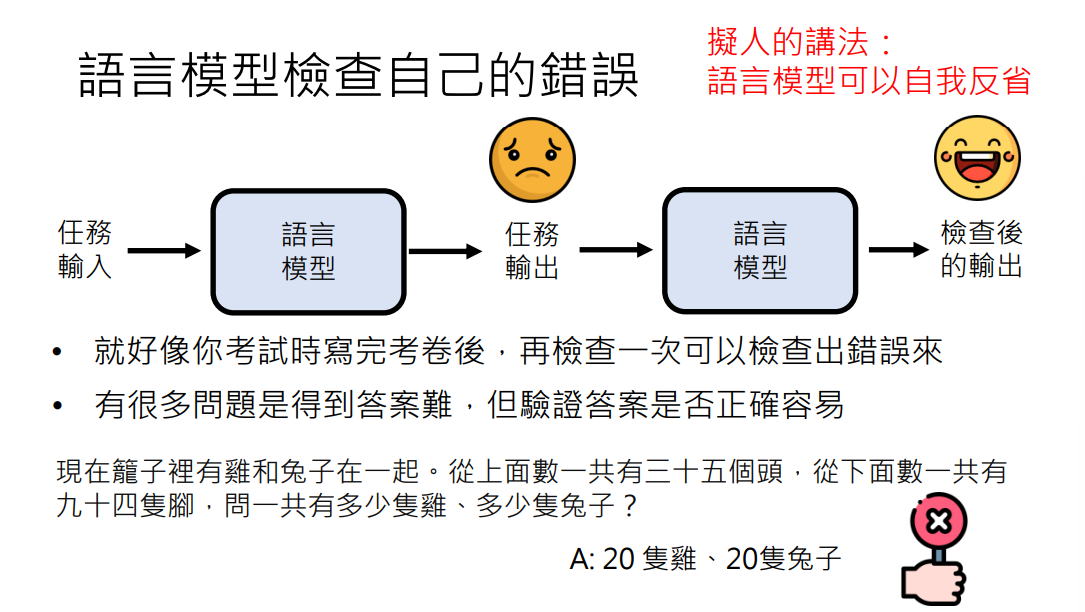 擬人的講法：
語言模型可以自我反省
語言模型檢查自己的錯誤
任務
輸入
語言
模型
任務
輸出
語言
模型
檢查後
的輸出
• 就好像你考試時寫完考卷後，再檢查一次可以檢查出錯誤來
• 有很多問題是得到答案難，但驗證答案是否正確容易
現在籠子裡有雞和兔子在一起。從上面數一共有三十五個頭，從下面數一共有
九十四隻腳，問一共有多少隻雞、多少隻兔子？
A: 20 隻雞、20隻兔子